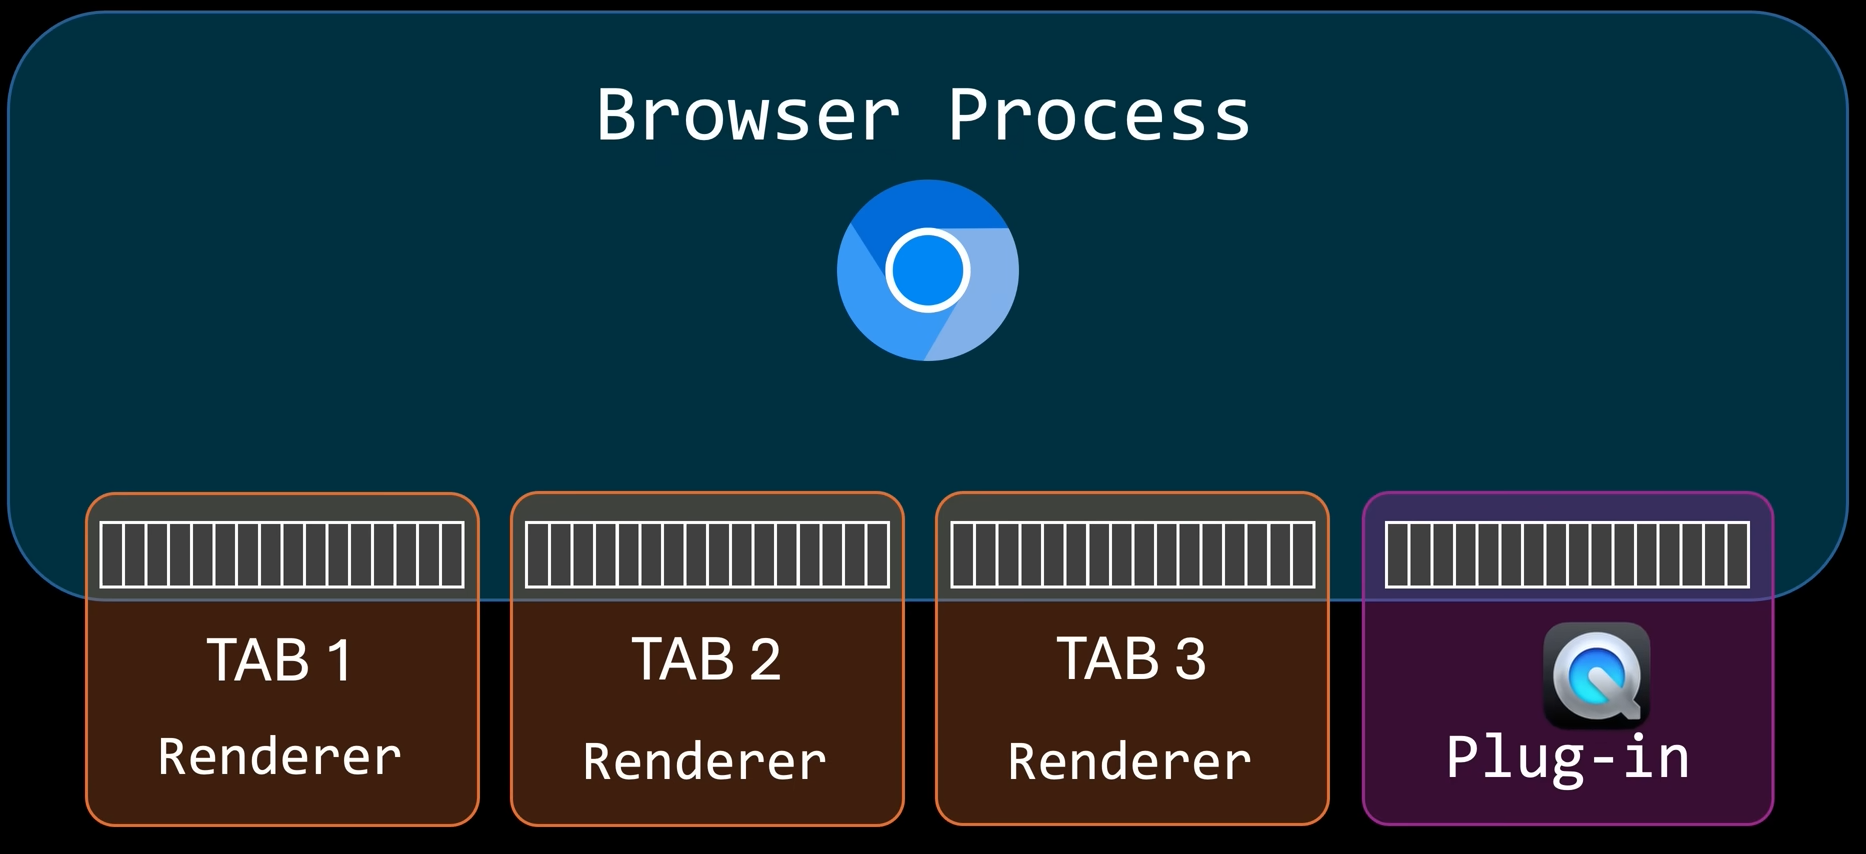 Browser Process
TAB 1
Renderer
TAB 2
Renderer
TAB 3
Renderer
Plug-in